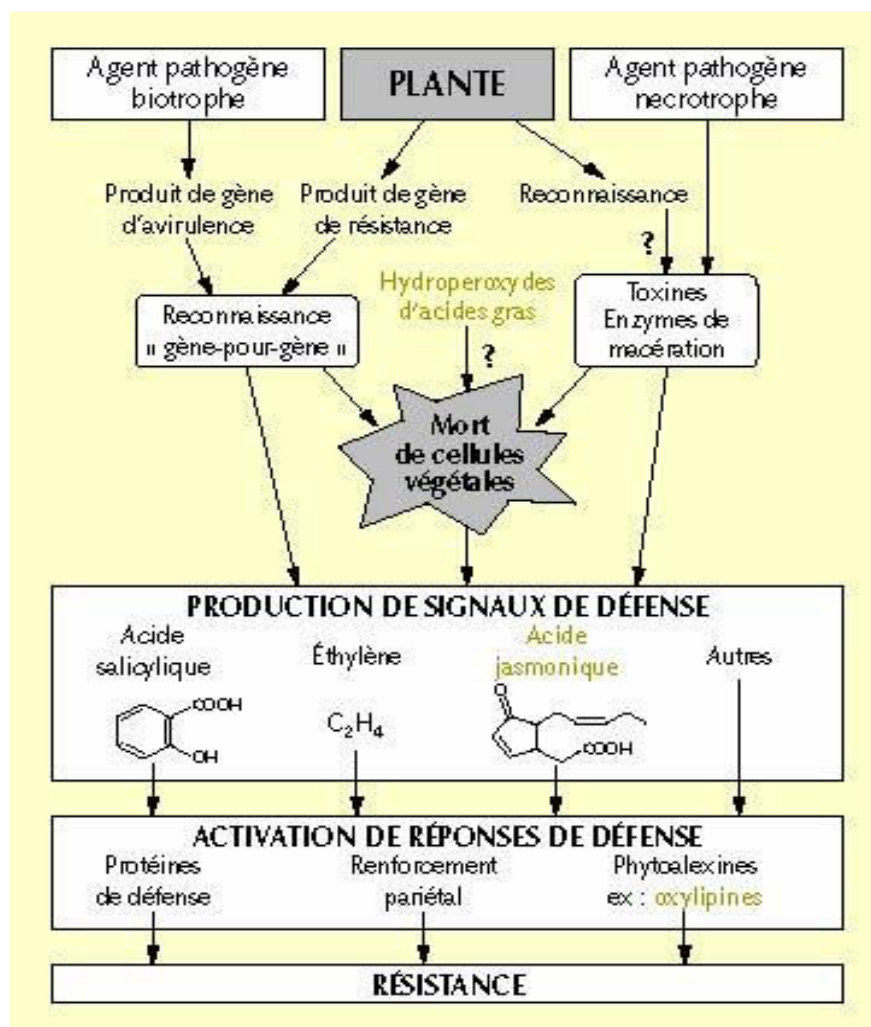 Agent pathogène
biotrophe
PLANTE
Agent pathogène
necrotrophe
Produit de gène
d'avirulence
Produit de gène
de résistance
Reconnaissance
?
Hydroperoxydes
d'acides gras
?
Reconnaissance
« gène-pour-gène »
Toxines
Enzymes de
macération
Mort
de cellules
végétales
PRODUCTION DE SIGNAUX DE DÉFENSE
Acide
salicylique
Éthylène
Acide
jasmonique
Autres
COOH
OH
C₂H₄
O
COOH
ACTIVATION DE RÉPONSES DE DÉFENSE
Protéines
de défense
Renforcement
pariétal
Phytoalexines
ex : oxylipines
RÉSISTANCE